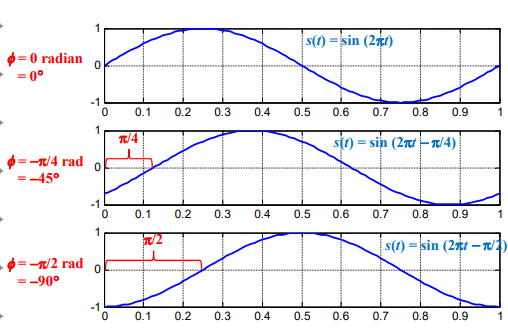 ϕ = 0 radian
= 0°
s(t) = sin (2πt)
1
0
-1
0 0.1 0.2 0.3 0.4 0.5 0.6 0.7 0.8 0.9 1
ϕ = −π/4 rad
= −45°
π/4
s(t) = sin (2πt − π/4)
1
0
-1
0 0.1 0.2 0.3 0.4 0.5 0.6 0.7 0.8 0.9 1
ϕ = −π/2 rad
= −90°
π/2
s(t) = sin (2πt − π/2)
1
0
-1
0 0.1 0.2 0.3 0.4 0.5 0.6 0.7 0.8 0.9 1